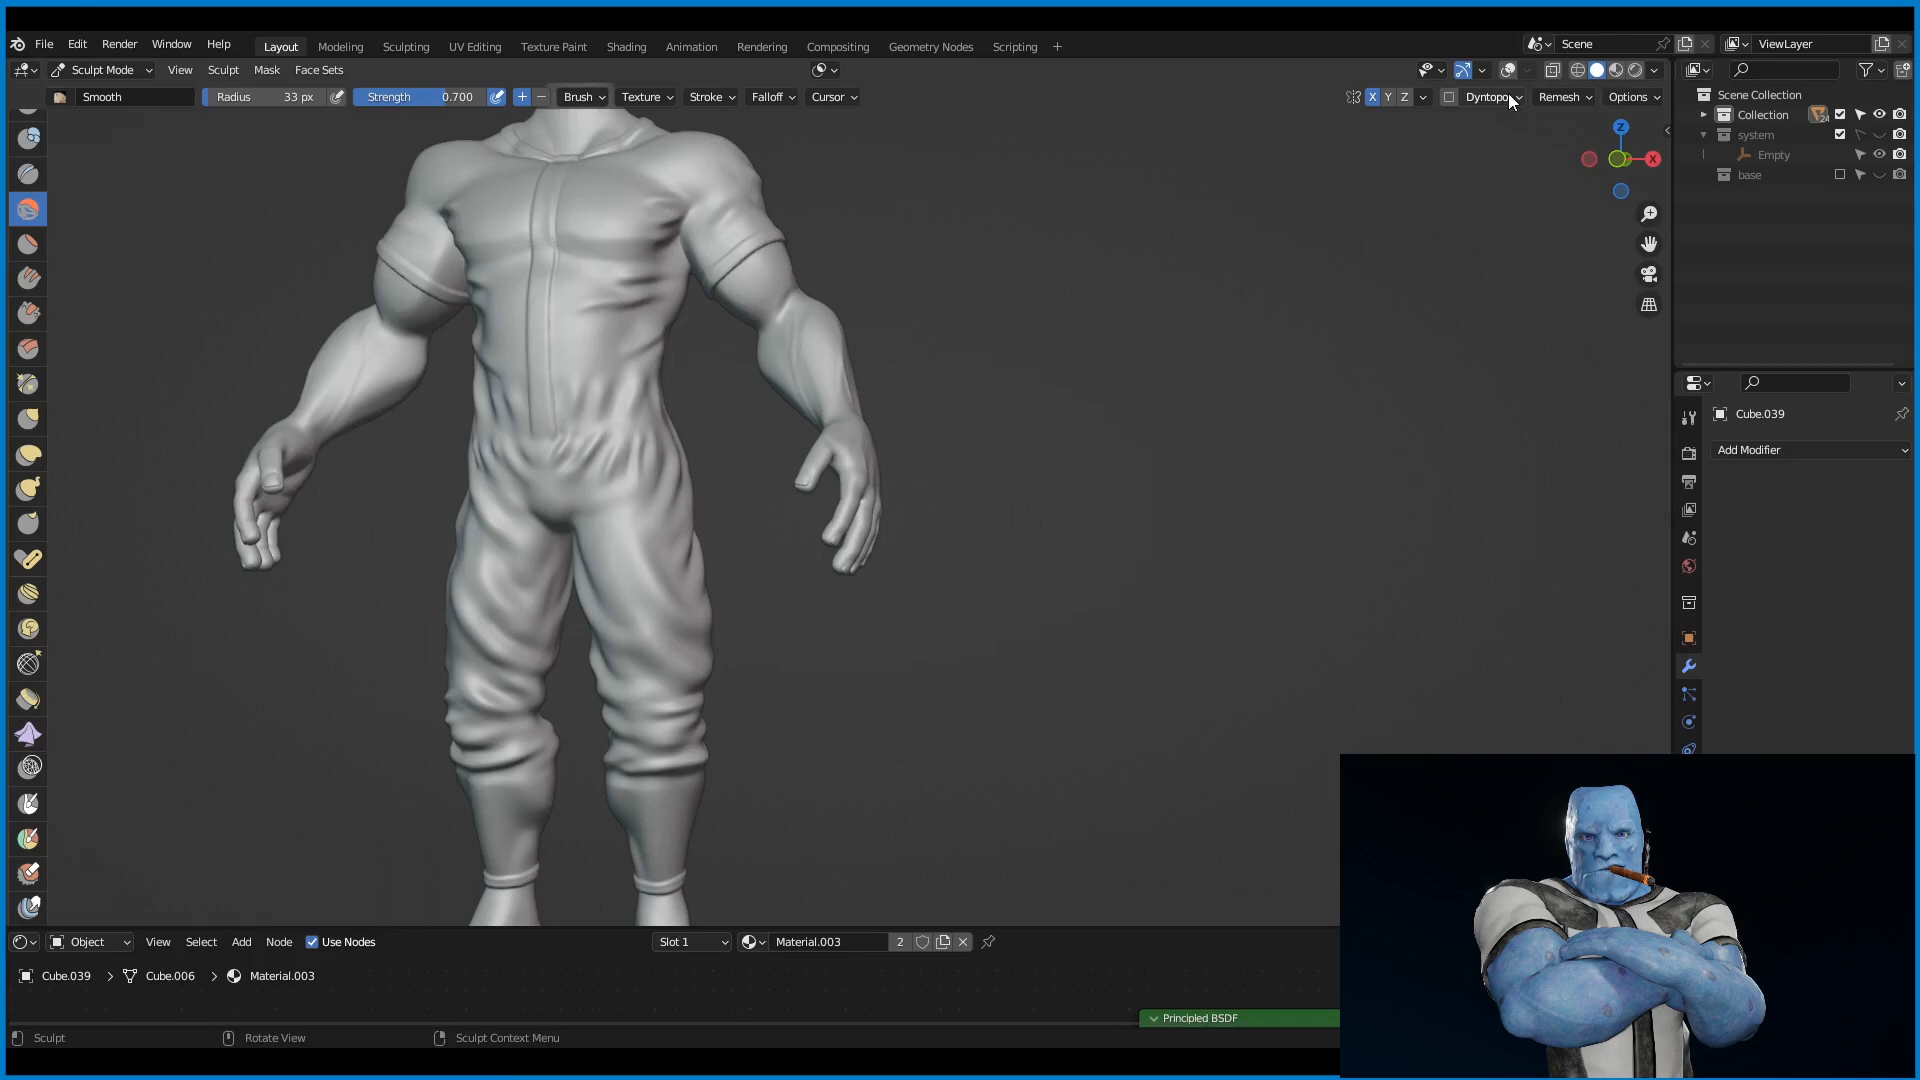 File Edit Render Window Help Layout Modeling Sculpting UV Editing Texture Paint Shading Animation Rendering Compositing Geometry Nodes Scripting + Scene ViewLayer
Sculpt Mode View Sculpt Mask Face Sets
Smooth Radius 33 px Strength 0.700 + − Brush Texture Stroke Falloff Cursor X Y Z Dyntopo Remesh Options
Scene Collection
Collection 24
system
Empty
base
Z
X
Cube.039
Add Modifier
Object View Select Add Node Use Nodes Slot 1 Material.003 2
Cube.039 > Cube.006 > Material.003
Principled BSDF
Sculpt Rotate View Sculpt Context Menu